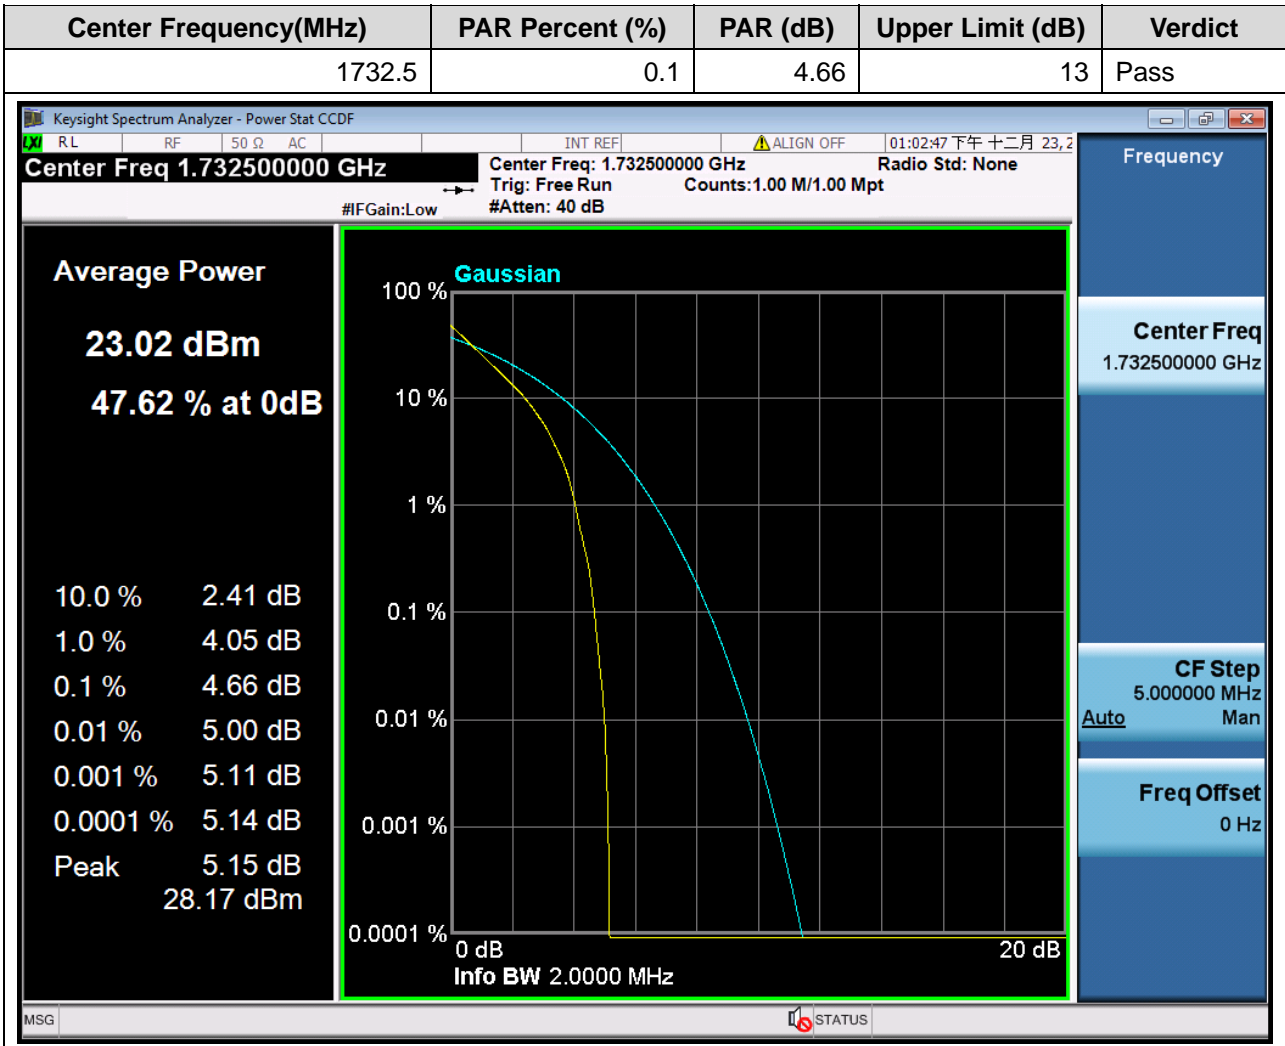 Center Frequency(MHz) PAR Percent (%) PAR (dB) Upper Limit (dB) Verdict
1732.5 0.1 4.66 13 Pass
Keysight Spectrum Analyzer - Power Stat CCDF
LXI RL RF 50 Ω AC INT REF ALIGN OFF 01:02:47 下午 十二月 23, 2
Center Freq 1.732500000 GHz
Center Freq: 1.732500000 GHz Radio Std: None
Trig: Free Run Counts:1.00 M/1.00 Mpt
#IFGain:Low #Atten: 40 dB
Frequency
Average Power
23.02 dBm
47.62 % at 0dB
10.0 % 2.41 dB
1.0 % 4.05 dB
0.1 % 4.66 dB
0.01 % 5.00 dB
0.001 % 5.11 dB
0.0001 % 5.14 dB
Peak 5.15 dB
28.17 dBm
Gaussian
100 %
10 %
1 %
0.1 %
0.01 %
0.001 %
0.0001 %
0 dB 20 dB
Info BW 2.0000 MHz
Center Freq
1.732500000 GHz
CF Step
5.000000 MHz
Auto Man
Freq Offset
0 Hz
MSG STATUS